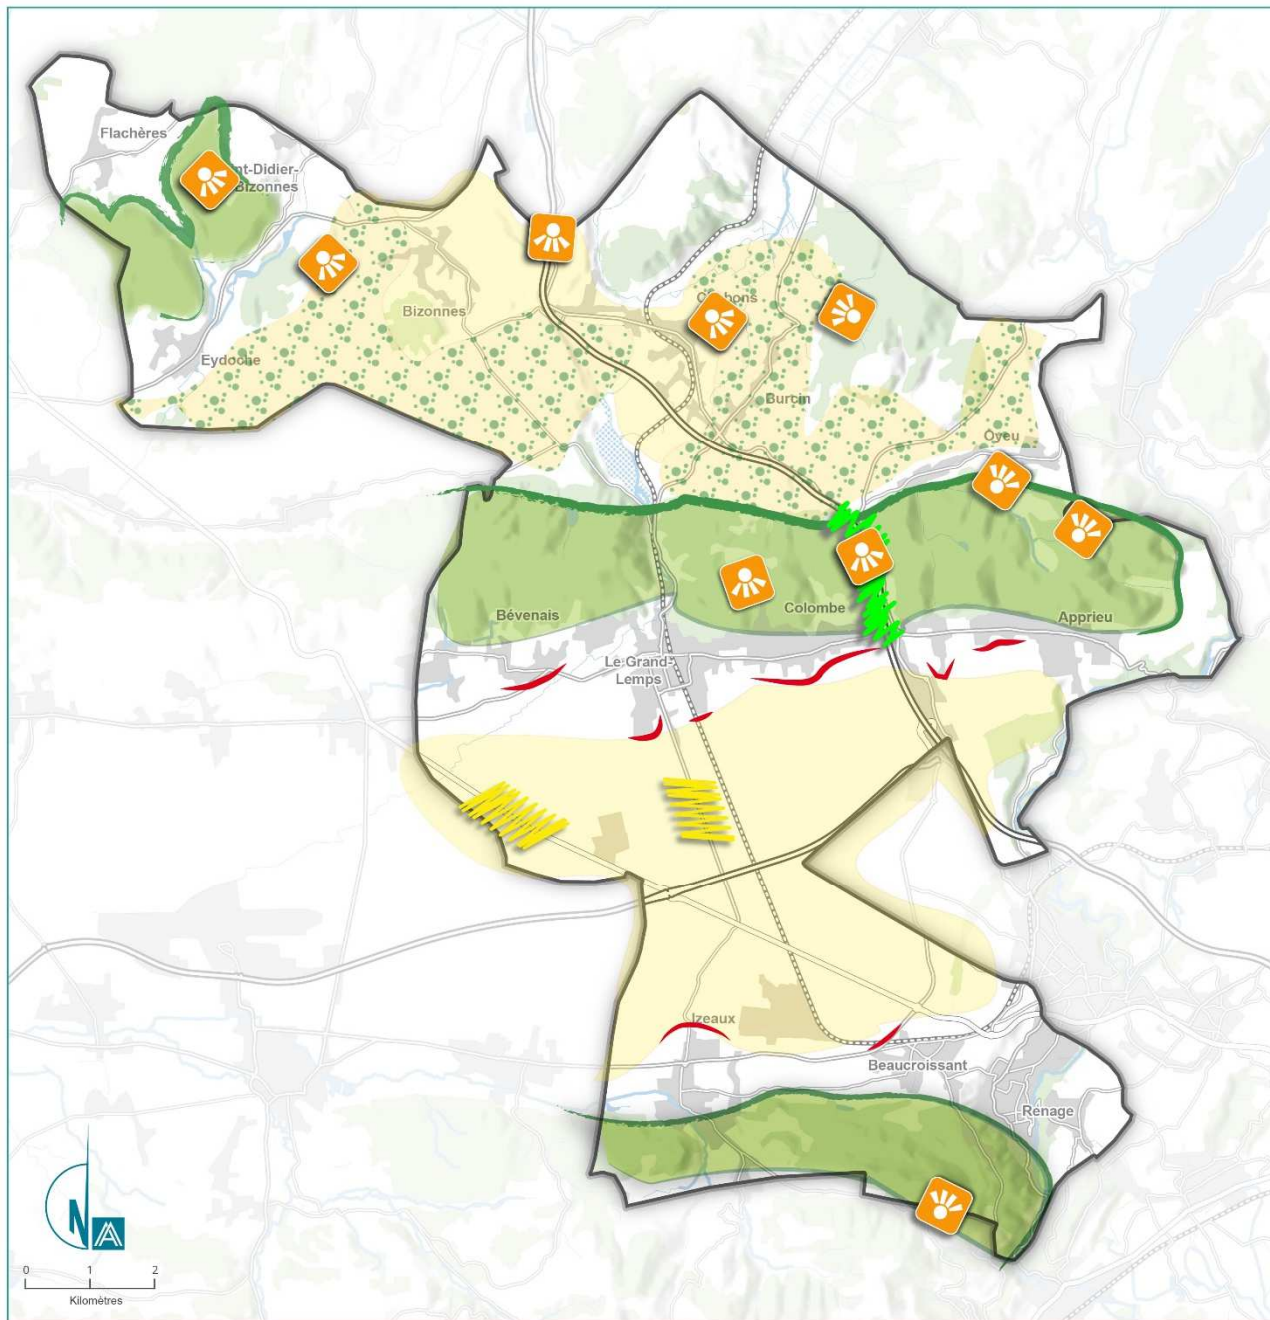 Flachères
nt-Didier-
Bizonnes
Bizonnes
Eydoche
Burcin
Oyeu
Bévenais
Colombe
Apprieu
Le Grand-
Lemps
Izeaux
Beaucroissant
Renage
N
0 1 2
Kilomètres